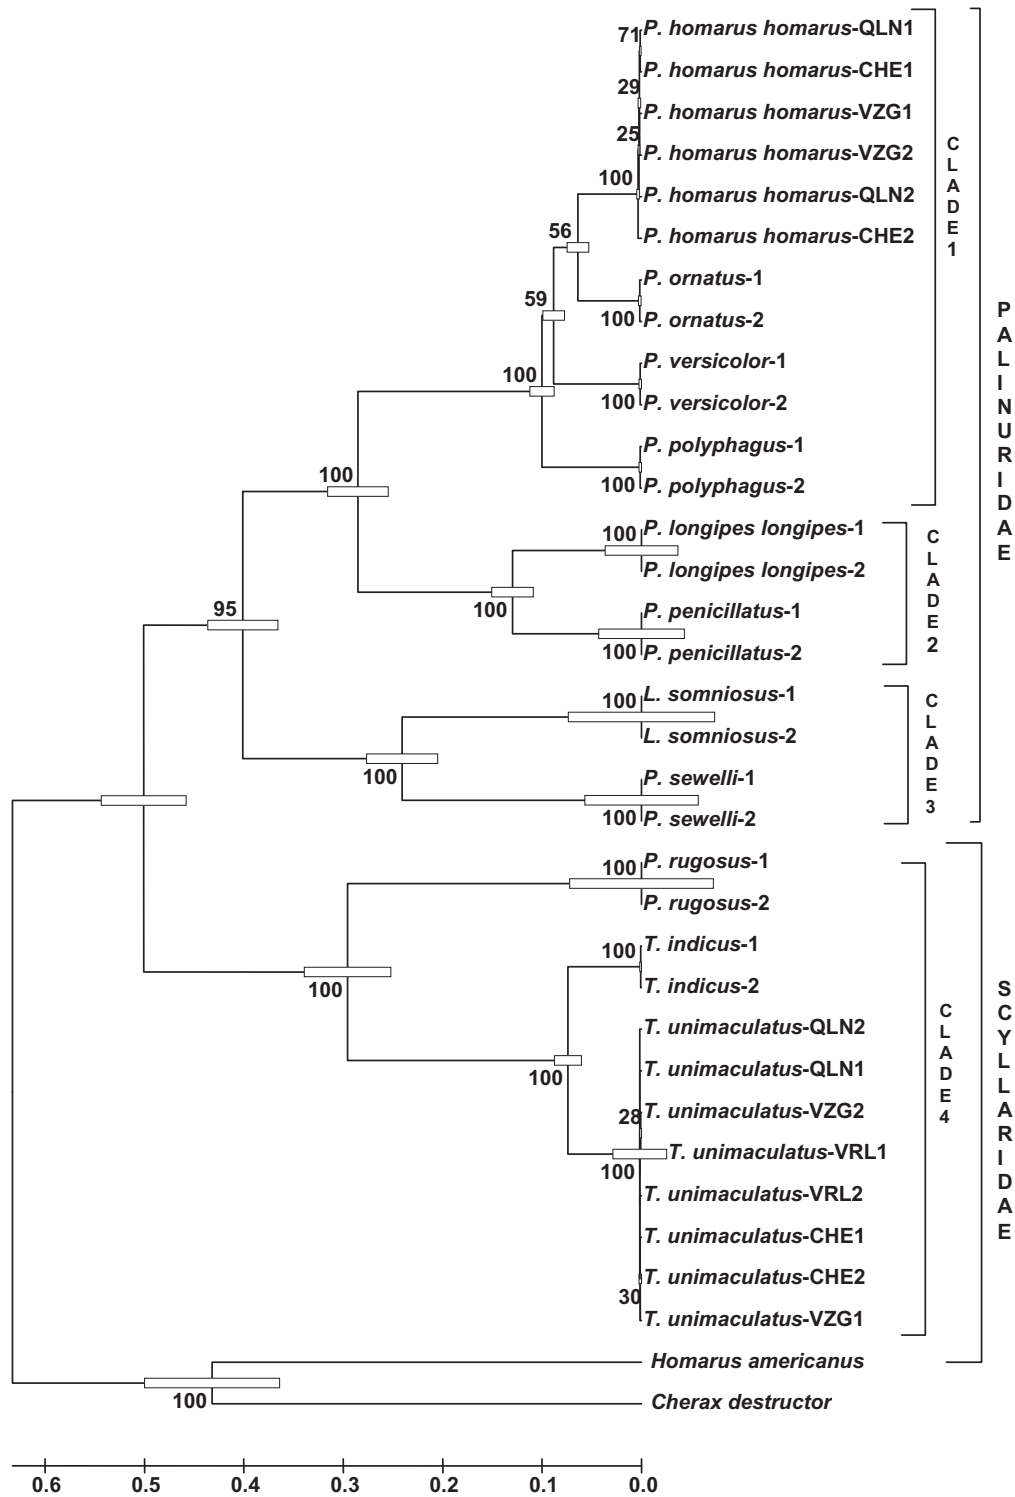 71
P. homarus homarus-QLN1
P. homarus homarus-CHE1
29
P. homarus homarus-VZG1
25
P. homarus homarus-VZG2
100
P. homarus homarus-QLN2
P. homarus homarus-CHE2
56
P. ornatus-1
59
100 P. ornatus-2
P. versicolor-1
100
100 P. versicolor-2
P. polyphagus-1
100
100 P. polyphagus-2
CLADE1
100 P. longipes longipes-1
P. longipes longipes-2
100
P. penicillatus-1
95
100 P. penicillatus-2
CLADE2
100 L. somniosus-1
L. somniosus-2
100
P. sewelli-1
100 P. sewelli-2
CLADE3
PALINURIDAE
100 P. rugosus-1
P. rugosus-2
100 T. indicus-1
100
T. indicus-2
T. unimaculatus-QLN2
T. unimaculatus-QLN1
100
28 T. unimaculatus-VZG2
T. unimaculatus-VRL1
100
T. unimaculatus-VRL2
T. unimaculatus-CHE1
T. unimaculatus-CHE2
30
T. unimaculatus-VZG1
CLADE4
SCYLLARIDAE
Homarus americanus
100
Cherax destructor
0.6 0.5 0.4 0.3 0.2 0.1 0.0